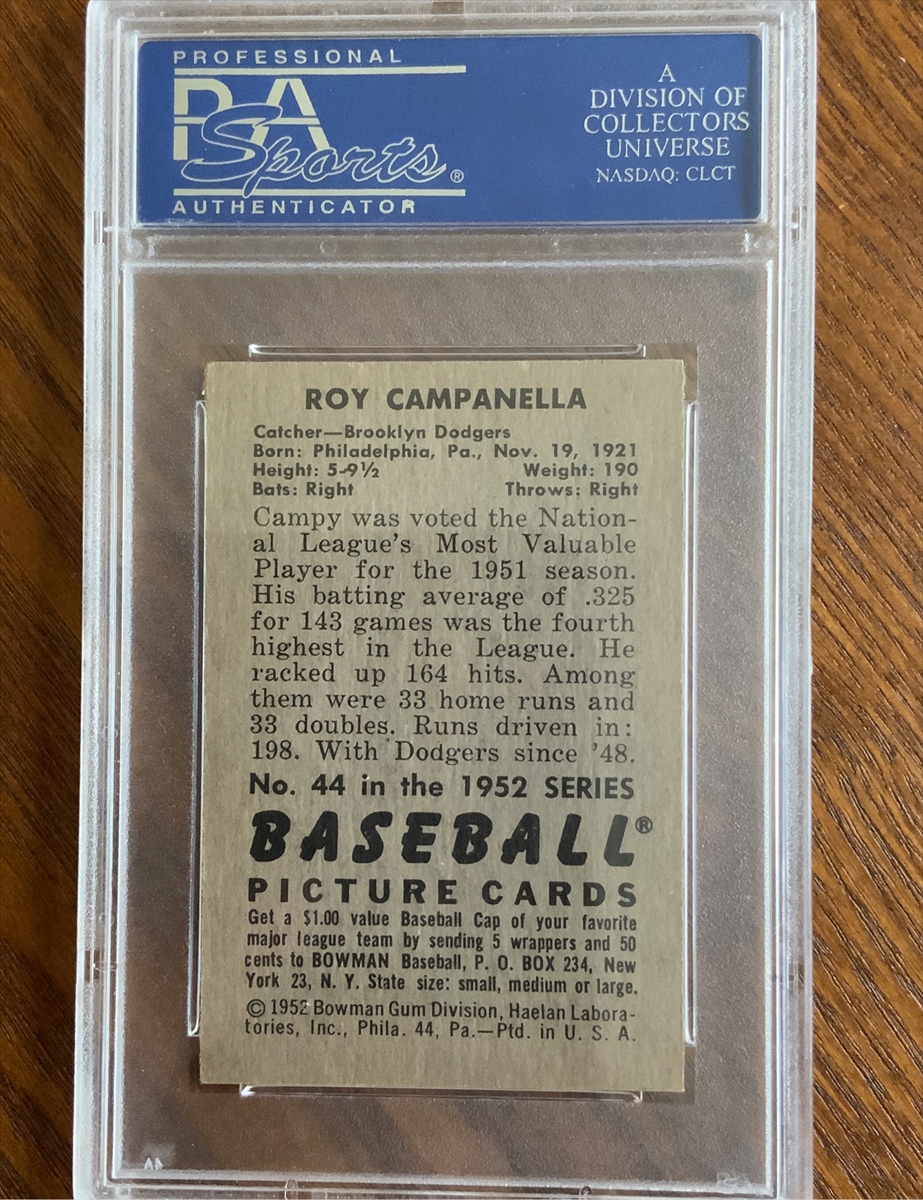 PROFESSIONAL
PSA
Sports®
AUTHENTICATOR
A
DIVISION OF
COLLECTORS
UNIVERSE
NASDAQ: CLCT
ROY CAMPANELLA
Catcher—Brooklyn Dodgers
Born: Philadelphia, Pa., Nov. 19, 1921
Height: 5-9½ Weight: 190
Bats: Right Throws: Right
Campy was voted the Nation-
al League's Most Valuable
Player for the 1951 season.
His batting average of .325
for 143 games was the fourth
highest in the League. He
racked up 164 hits. Among
them were 33 home runs and
33 doubles. Runs driven in:
198. With Dodgers since '48.
No. 44 in the 1952 SERIES
BASEBALL®
PICTURE CARDS
Get a $1.00 value Baseball Cap of your favorite
major league team by sending 5 wrappers and 50
cents to BOWMAN Baseball, P. O. BOX 234, New
York 23, N. Y. State size: small, medium or large.
© 1952 Bowman Gum Division, Haelan Labora-
tories, Inc., Phila. 44, Pa.—Ptd. in U. S. A.